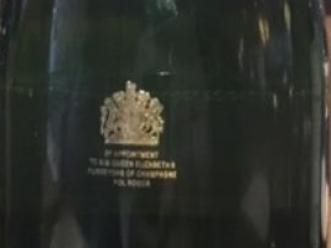 BY APPOINTMENT
TO H.M QUEEN ELIZABETH II
PURVEYORS OF CHAMPAGNE
POL ROGER